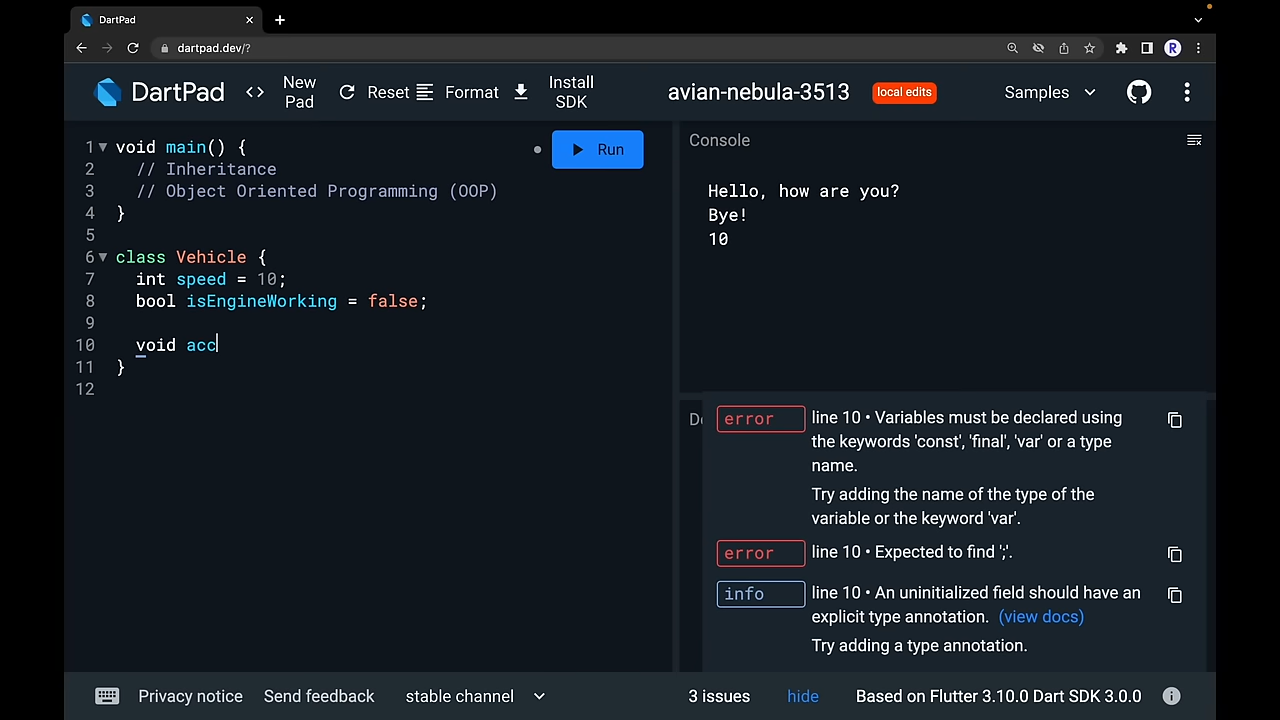 DartPad
dartpad.dev/?
R
DartPad
<>
New Pad
Reset
Format
Install SDK
avian-nebula-3513
local edits
Samples
1 void main() {
2 // Inheritance
3 // Object Oriented Programming (OOP)
4 }
5
6 class Vehicle {
7 int speed = 10;
8 bool isEngineWorking = false;
9
10 void acc
11 }
12
Run
Console
Hello, how are you?
Bye!
10
D
error line 10 • Variables must be declared using
the keywords 'const', 'final', 'var' or a type
name.
Try adding the name of the type of the
variable or the keyword 'var'.
error line 10 • Expected to find ';'.
info line 10 • An uninitialized field should have an
explicit type annotation. (view docs)
Try adding a type annotation.
Privacy notice Send feedback stable channel 3 issues hide Based on Flutter 3.10.0 Dart SDK 3.0.0